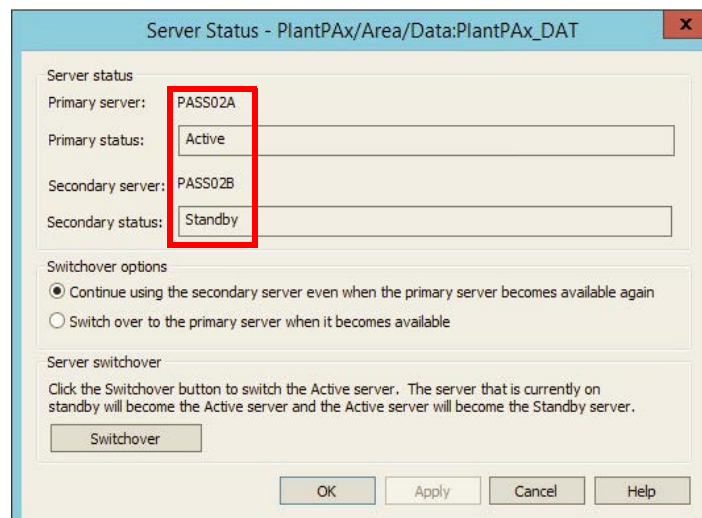 Server Status - PlantPAx/Area/Data:PlantPAx_DAT
x
Server status
Primary server: PASS02A
Primary status: Active
Secondary server: PASS02B
Secondary status: Standby
Switchover options
Continue using the secondary server even when the primary server becomes available again
Switch over to the primary server when it becomes available
Server switchover
Click the Switchover button to switch the Active server. The server that is currently on
standby will become the Active server and the Active server will become the Standby server.
Switchover
OK Apply Cancel Help